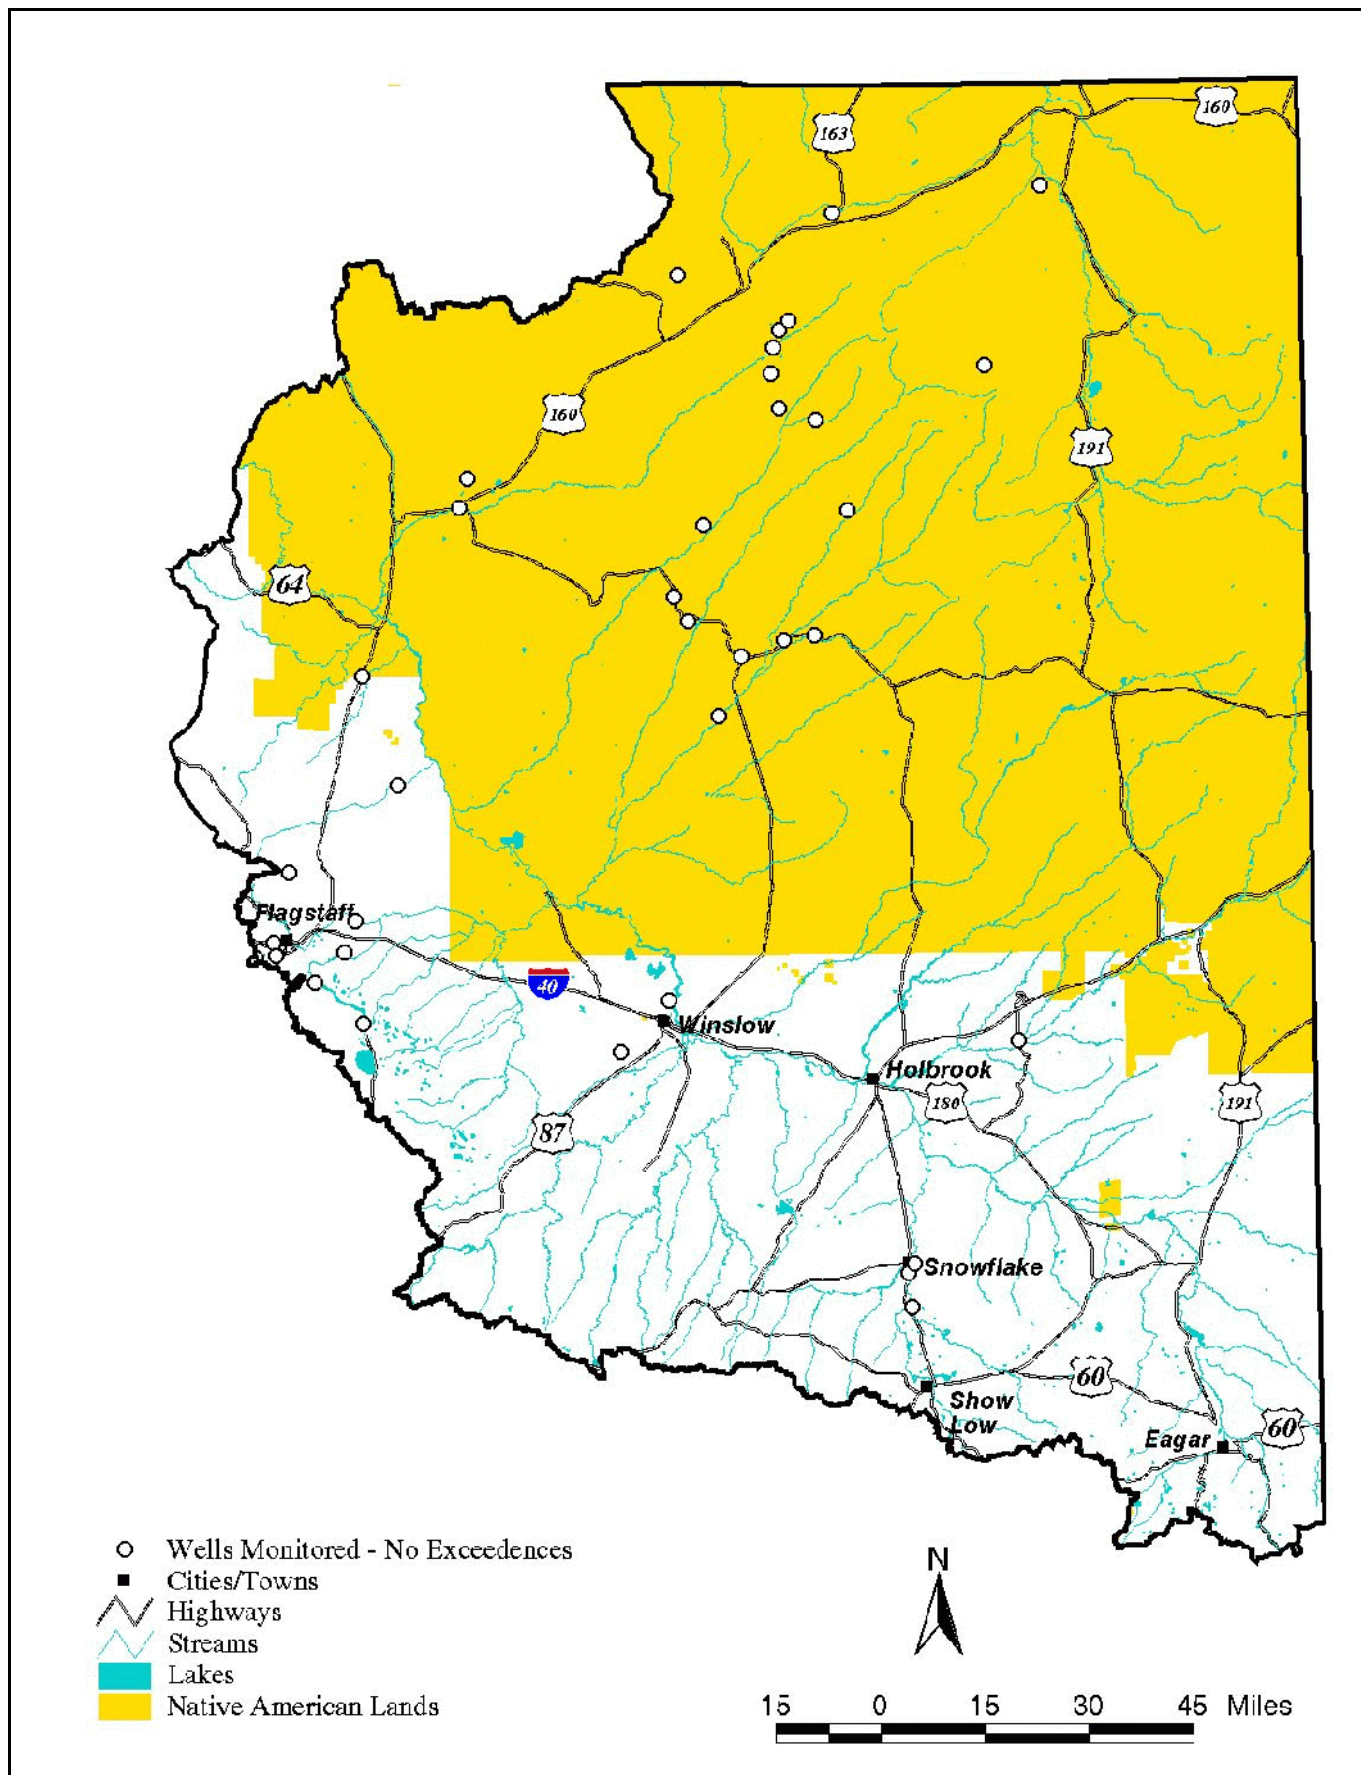 160
163
160
191
64
Flagstaff
40
Winslow
Holbrook
180
191
87
Snowflake
60
Show
Low
Eagar
60
Wells Monitored - No Exceedences
Cities/Towns
Highways
Streams
Lakes
Native American Lands
N
15 0 15 30 45 Miles